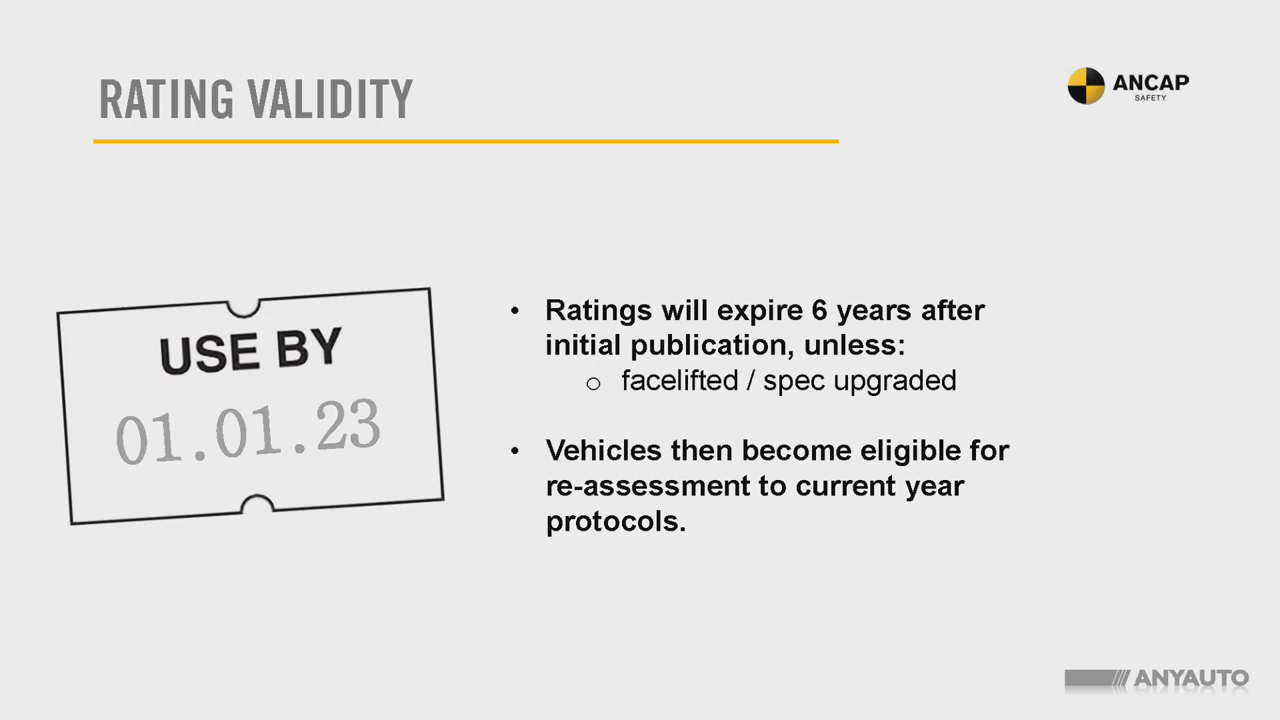 RATING VALIDITY
ANCAP
SAFETY
USE BY
01.01.23
• Ratings will expire 6 years after
initial publication, unless:
o facelifted / spec upgraded
• Vehicles then become eligible for
re-assessment to current year
protocols.
ANYAUTO